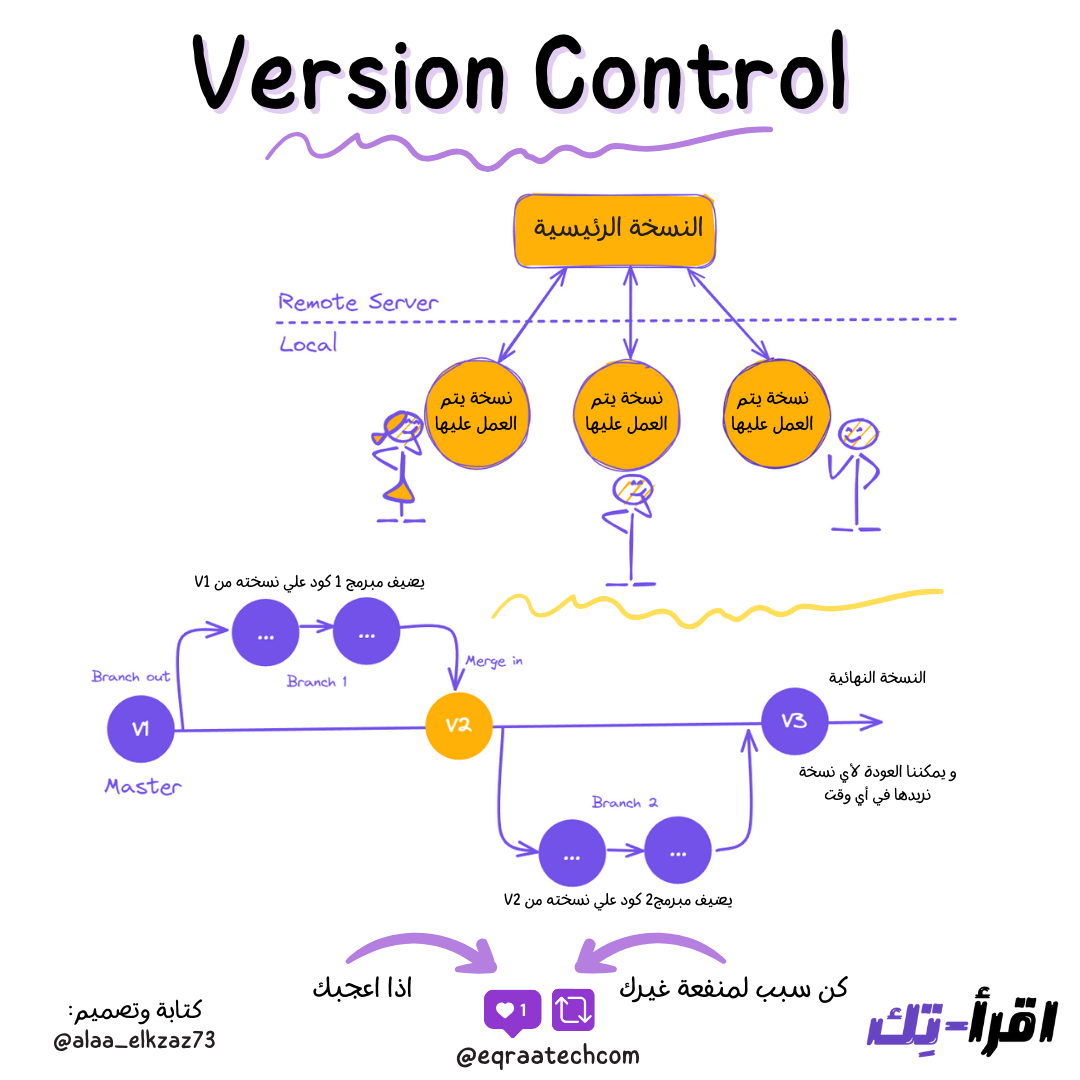 Version Control
النسخة الرئيسية
Remote Server
Local
نسخة يتم
العمل عليها
نسخة يتم
العمل عليها
نسخة يتم
العمل عليها
يضيف مبرمج 1 كود علي نسخته من V1
...
...
Branch out
Branch 1
Merge in
V1
V2
V3
النسخة النهائية
Master
و يمكننا العودة لأي نسخة
نريدها في أي وقت
Branch 2
...
...
يضيف مبرمج2 كود علي نسخته من V2
اذا اعجبك
كن سبب لمنفعة غيرك
1
كتابة وتصميم:
@alaa_elkzaz73
@eqraatechcom
اقرأ-تِك